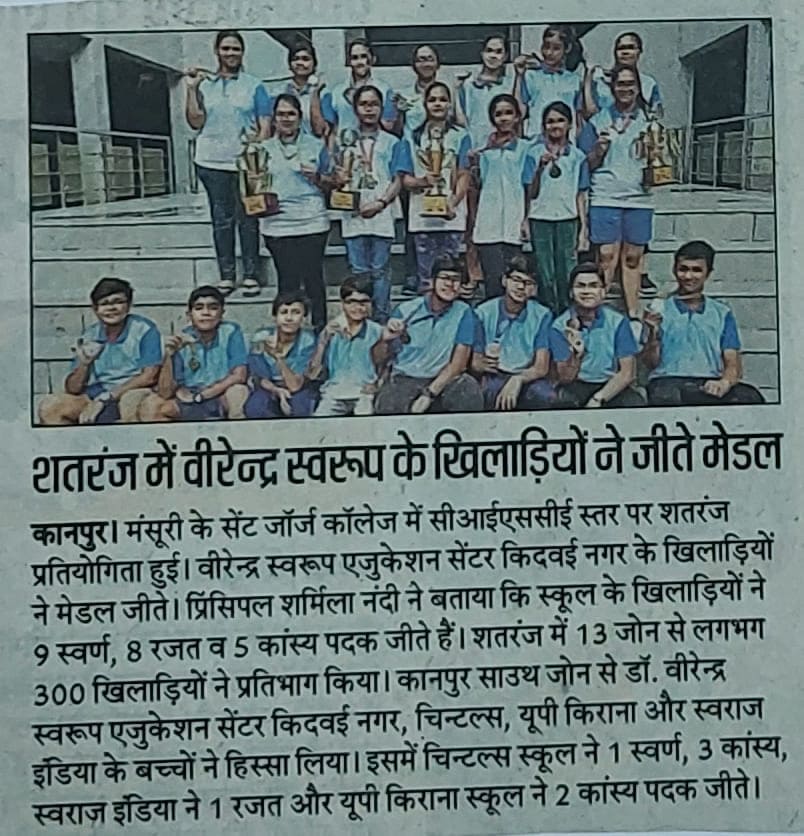 शतरंज में वीरेन्द्र स्वरूप के खिलाड़ियों ने जीते मेडल
कानपुर। मंसूरी के सेंट जॉर्ज कॉलेज में सीआईएससीई स्तर पर शतरंज
प्रतियोगिता हुई। वीरेन्द्र स्वरूप एजुकेशन सेंटर किदवई नगर के खिलाड़ियों
ने मेडल जीते। प्रिंसिपल शर्मिला नंदी ने बताया कि स्कूल के खिलाड़ियों ने
9 स्वर्ण, 8 रजत व 5 कांस्य पदक जीते हैं। शतरंज में 13 जोन से लगभग
300 खिलाड़ियों ने प्रतिभाग किया। कानपुर साउथ जोन से डॉ. वीरेन्द्र
स्वरूप एजुकेशन सेंटर किदवई नगर, चिन्टल्स, यूपी किराना और स्वराज
इंडिया के बच्चों ने हिस्सा लिया। इसमें चिन्टल्स स्कूल ने 1 स्वर्ण, 3 कांस्य,
स्वराज इंडिया ने 1 रजत और यूपी किराना स्कूल ने 2 कांस्य पदक जीते।